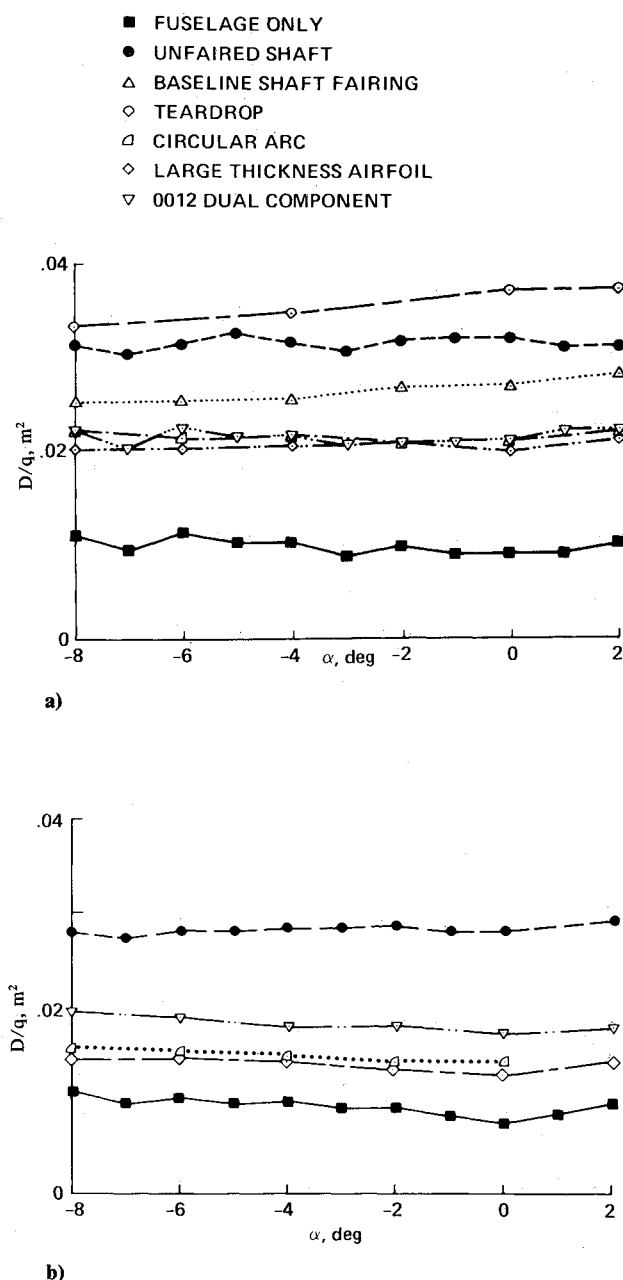 FUSELAGE ONLY
UNFAIRED SHAFT
BASELINE SHAFT FAIRING
TEARDROP
CIRCULAR ARC
LARGE THICKNESS AIRFOIL
0012 DUAL COMPONENT
.04
.02
0
D/q, m²
-8
-6
-4
-2
0
2
α, deg
a)
.04
.02
0
D/q, m²
-8
-6
-4
-2
0
2
α, deg
b)